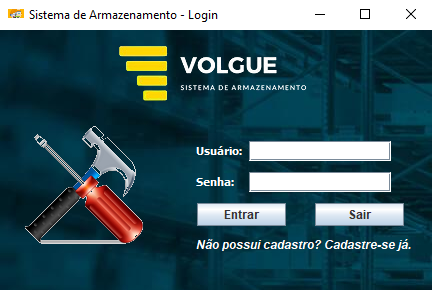 Sistema de Armazenamento - Login
VOLGUE
SISTEMA DE ARMAZENAMENTO
Usuário:
Senha:
Entrar Sair
Não possui cadastro? Cadastre-se já.